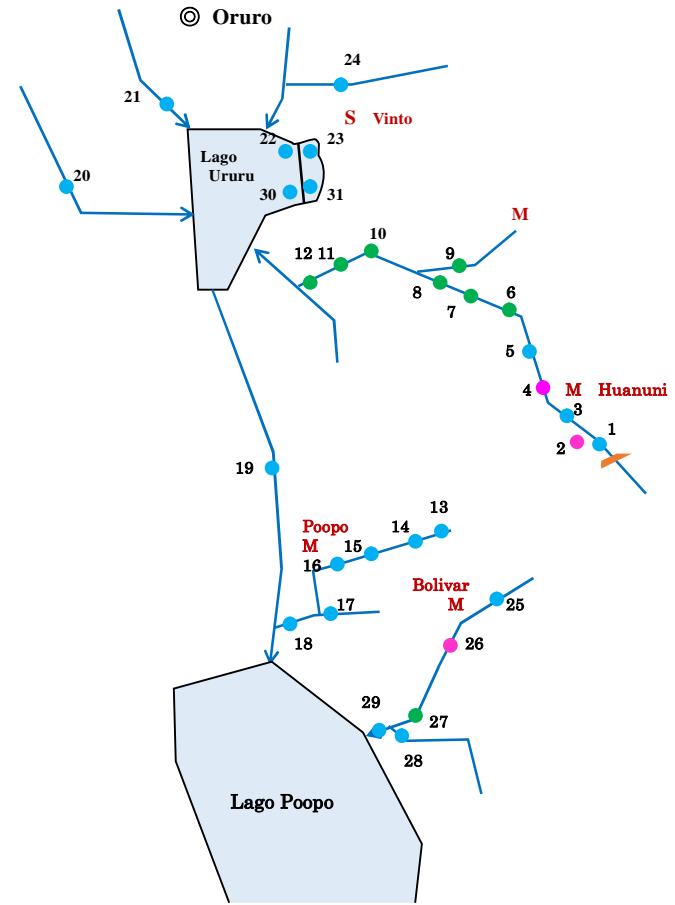 Oruro
24
21
S Vinto
22 23
Lago
Ururu
20
30 31
M
10
12 11 9
8
7 6
5
4 M Huanuni
3
1
2
19
13
Poopo
M
14
15
16
Bolivar
M
17
25
18
26
29
27
28
Lago Poopo